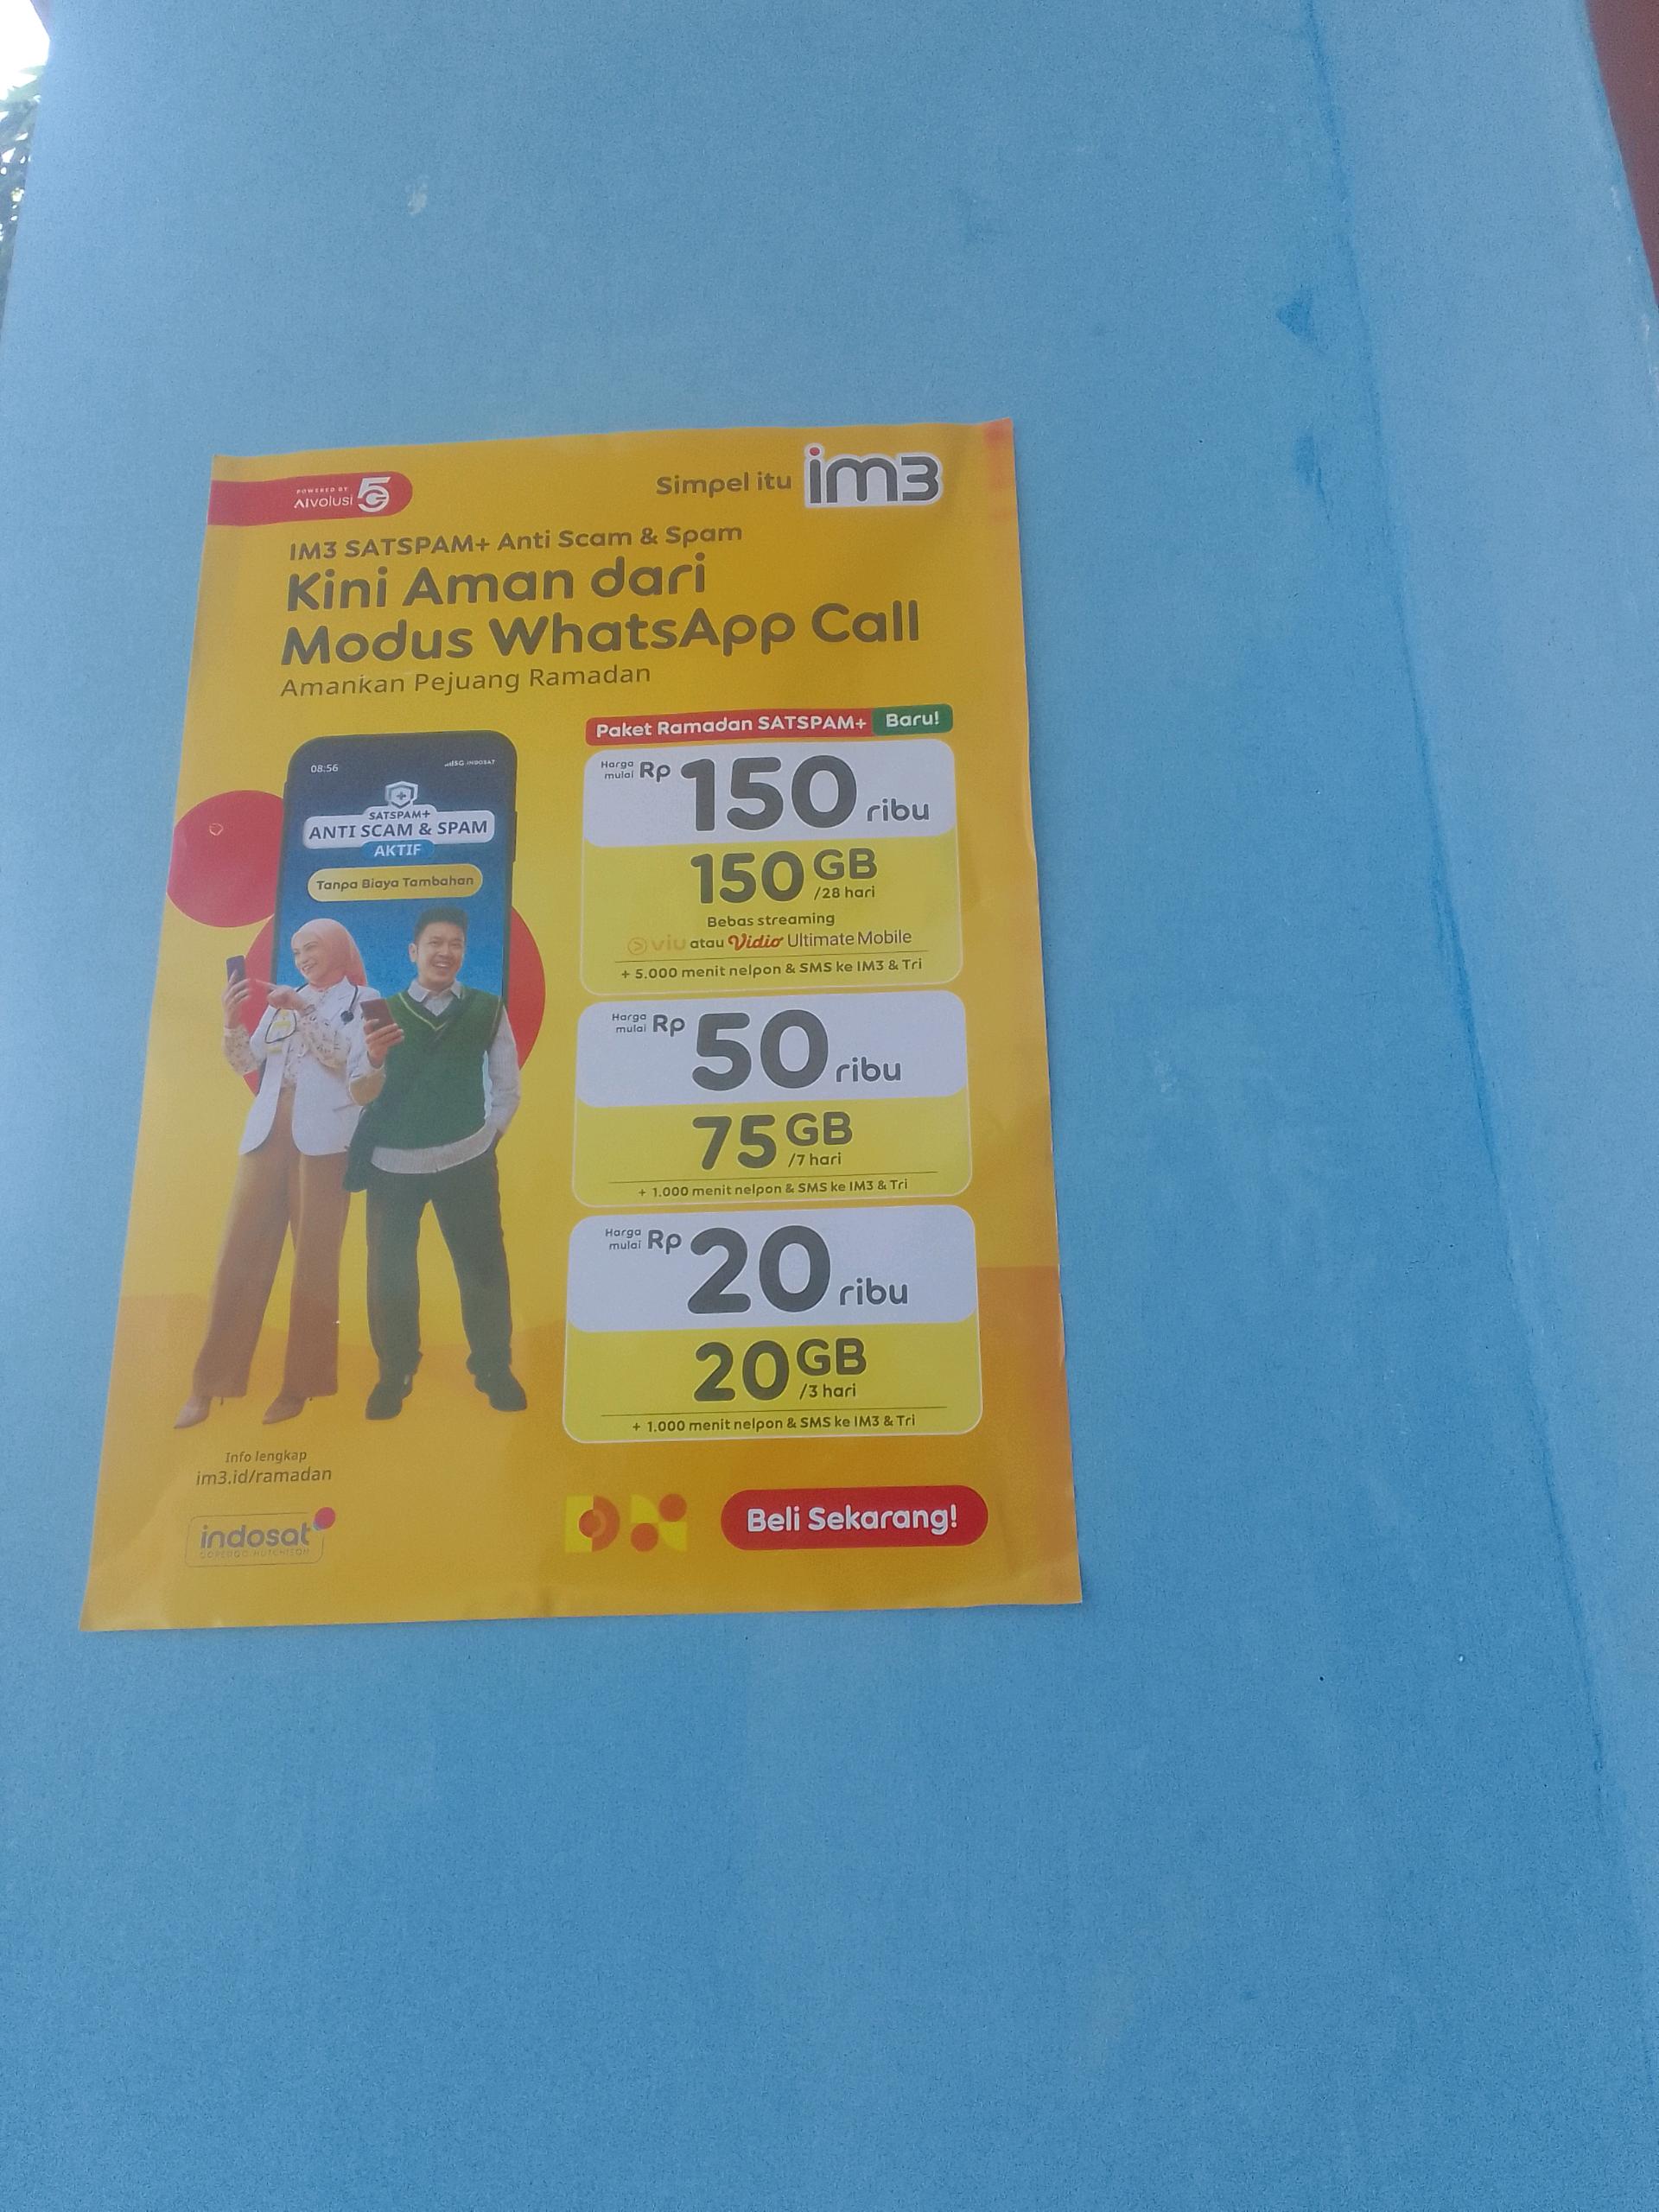 POWERED BY
AIvolusi 5G
Simpel itu im3
IM3 SATSPAM+ Anti Scam & Spam
Kini Aman dari
Modus WhatsApp Call
Amankan Pejuang Ramadan
08:56
5G INDOSAT
SATSPAM+
ANTI SCAM & SPAM
AKTIF
Tanpa Biaya Tambahan
Paket Ramadan SATSPAM+ Baru!
Harga mulai Rp 150 ribu
150 GB /28 hari
Bebas streaming
viu atau Vidio Ultimate Mobile
+ 5.000 menit nelpon & SMS ke IM3 & Tri
Harga mulai Rp 50 ribu
75 GB /7 hari
+ 1.000 menit nelpon & SMS ke IM3 & Tri
Harga mulai Rp 20 ribu
20 GB /3 hari
+ 1.000 menit nelpon & SMS ke IM3 & Tri
Info lengkap
im3.id/ramadan
indosat
OOREDOO HUTCHISON
Beli Sekarang!